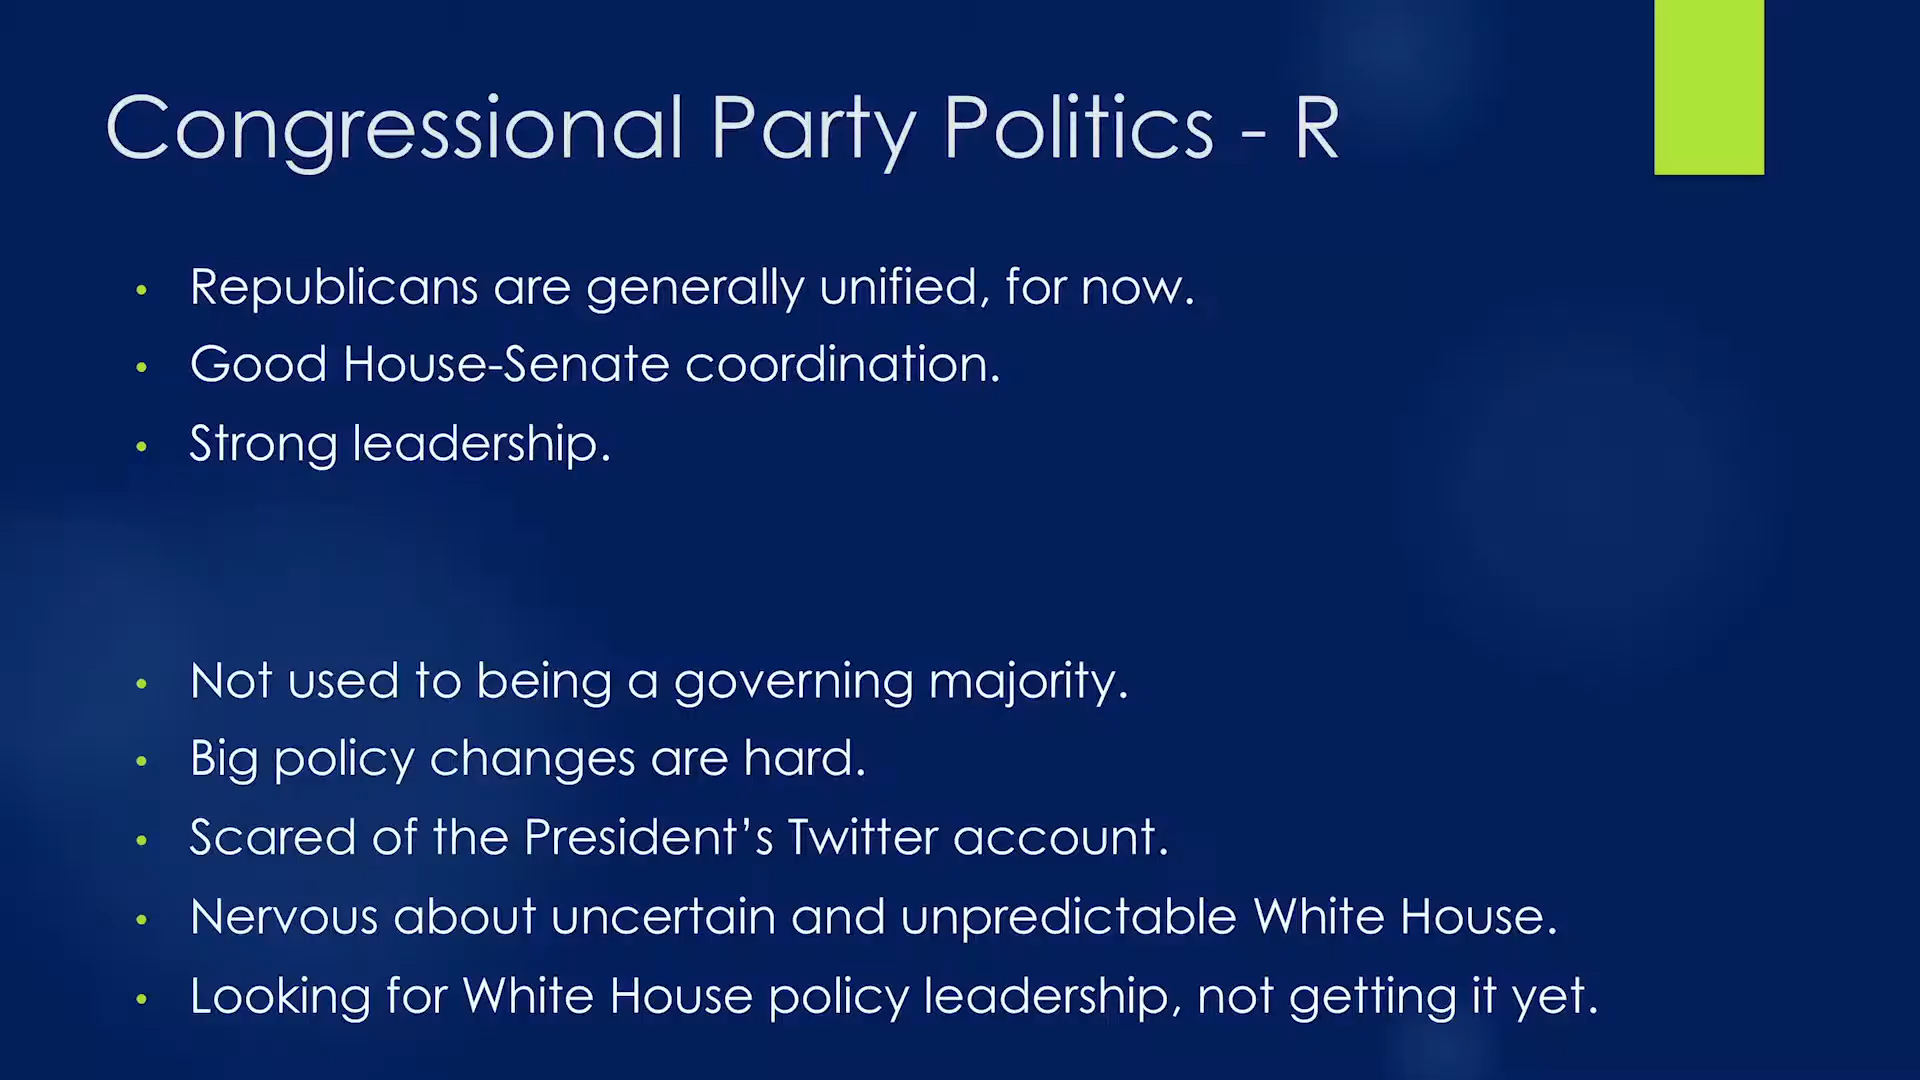 Congressional Party Politics - R
• Republicans are generally unified, for now.
• Good House-Senate coordination.
• Strong leadership.
• Not used to being a governing majority.
• Big policy changes are hard.
• Scared of the President’s Twitter account.
• Nervous about uncertain and unpredictable White House.
• Looking for White House policy leadership, not getting it yet.